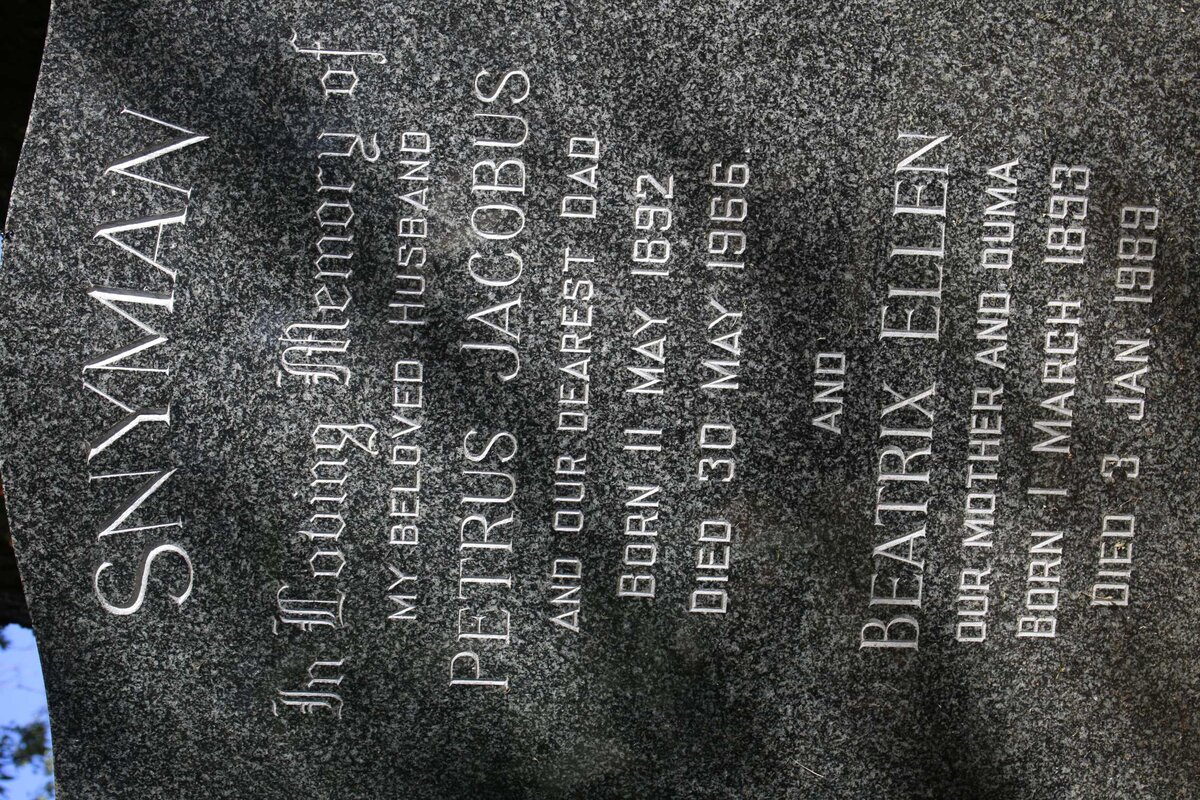 SNYMAN
In Loving Memory of
MY BELOVED HUSBAND
PETRUS JACOBUS
AND OUR DEAREST DAD
BORN 11 MAY 1892
DIED 30 MAY 1966.
AND
BEATRIX ELLEN
OUR MOTHER AND OUMA
BORN 1 MARCH 1893
DIED 3 JAN. 1989